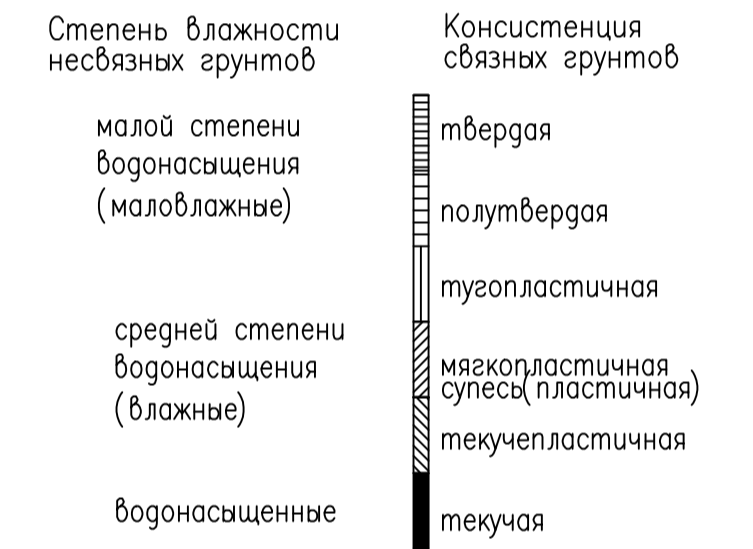 Степень влажности
несвязных грунтов
малой степени
водонасыщения
(маловлажные)
средней степени
водонасыщения
(влажные)
водонасыщенные
Консистенция
связных грунтов
твердая
полутвердая
тугопластичная
мягкопластичная
супесь(пластичная)
текучепластичная
текучая